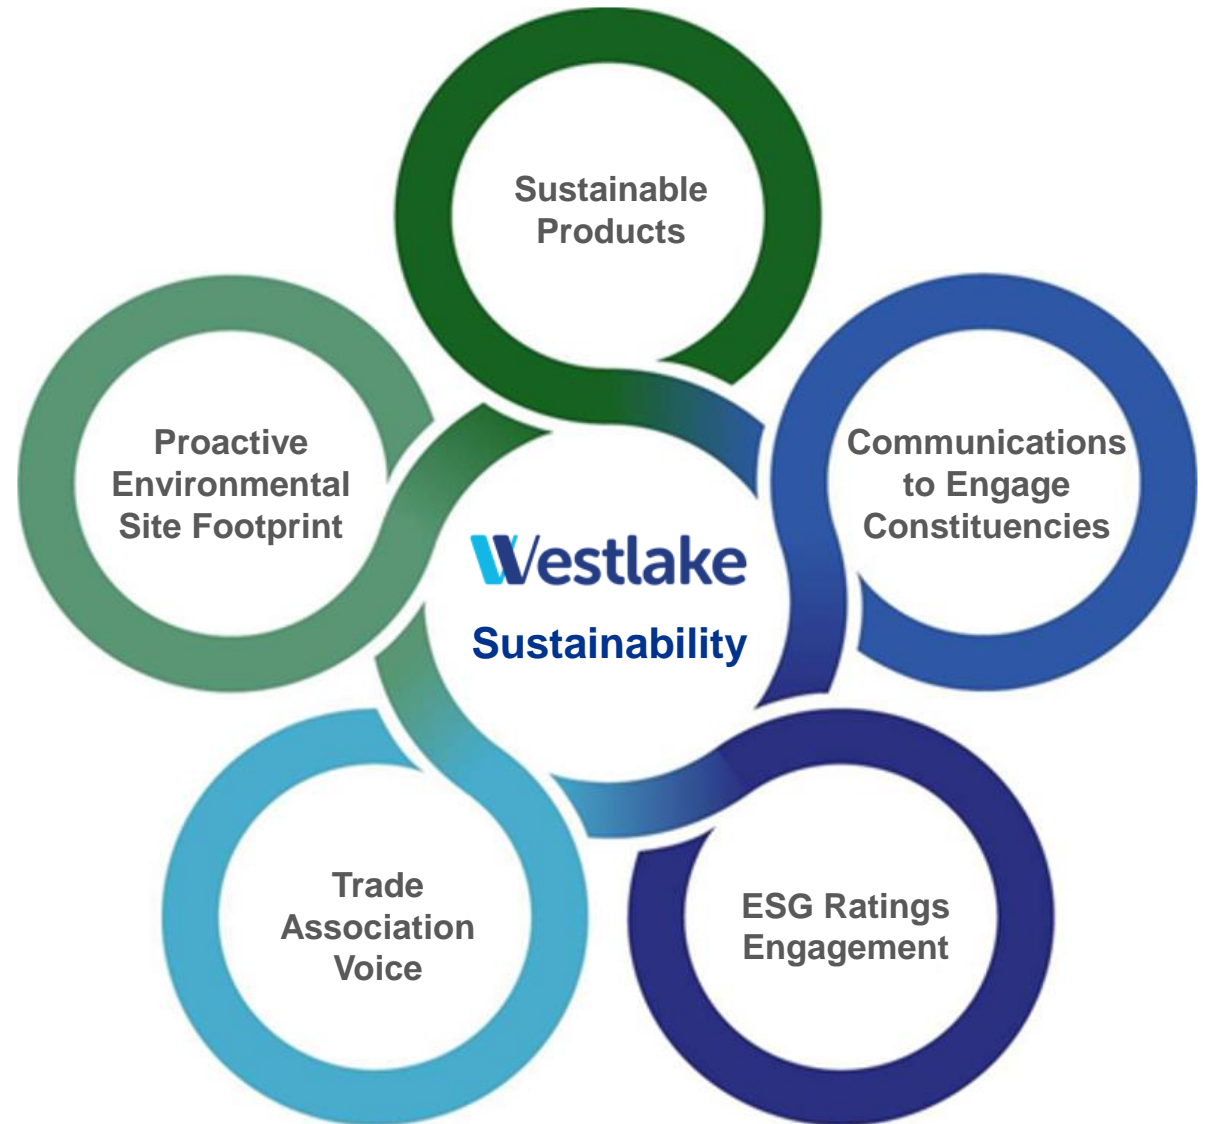 Sustainable
Products
Proactive
Environmental
Site Footprint
Communications
to Engage
Constituencies
Westlake
Sustainability
Trade
Association
Voice
ESG Ratings
Engagement